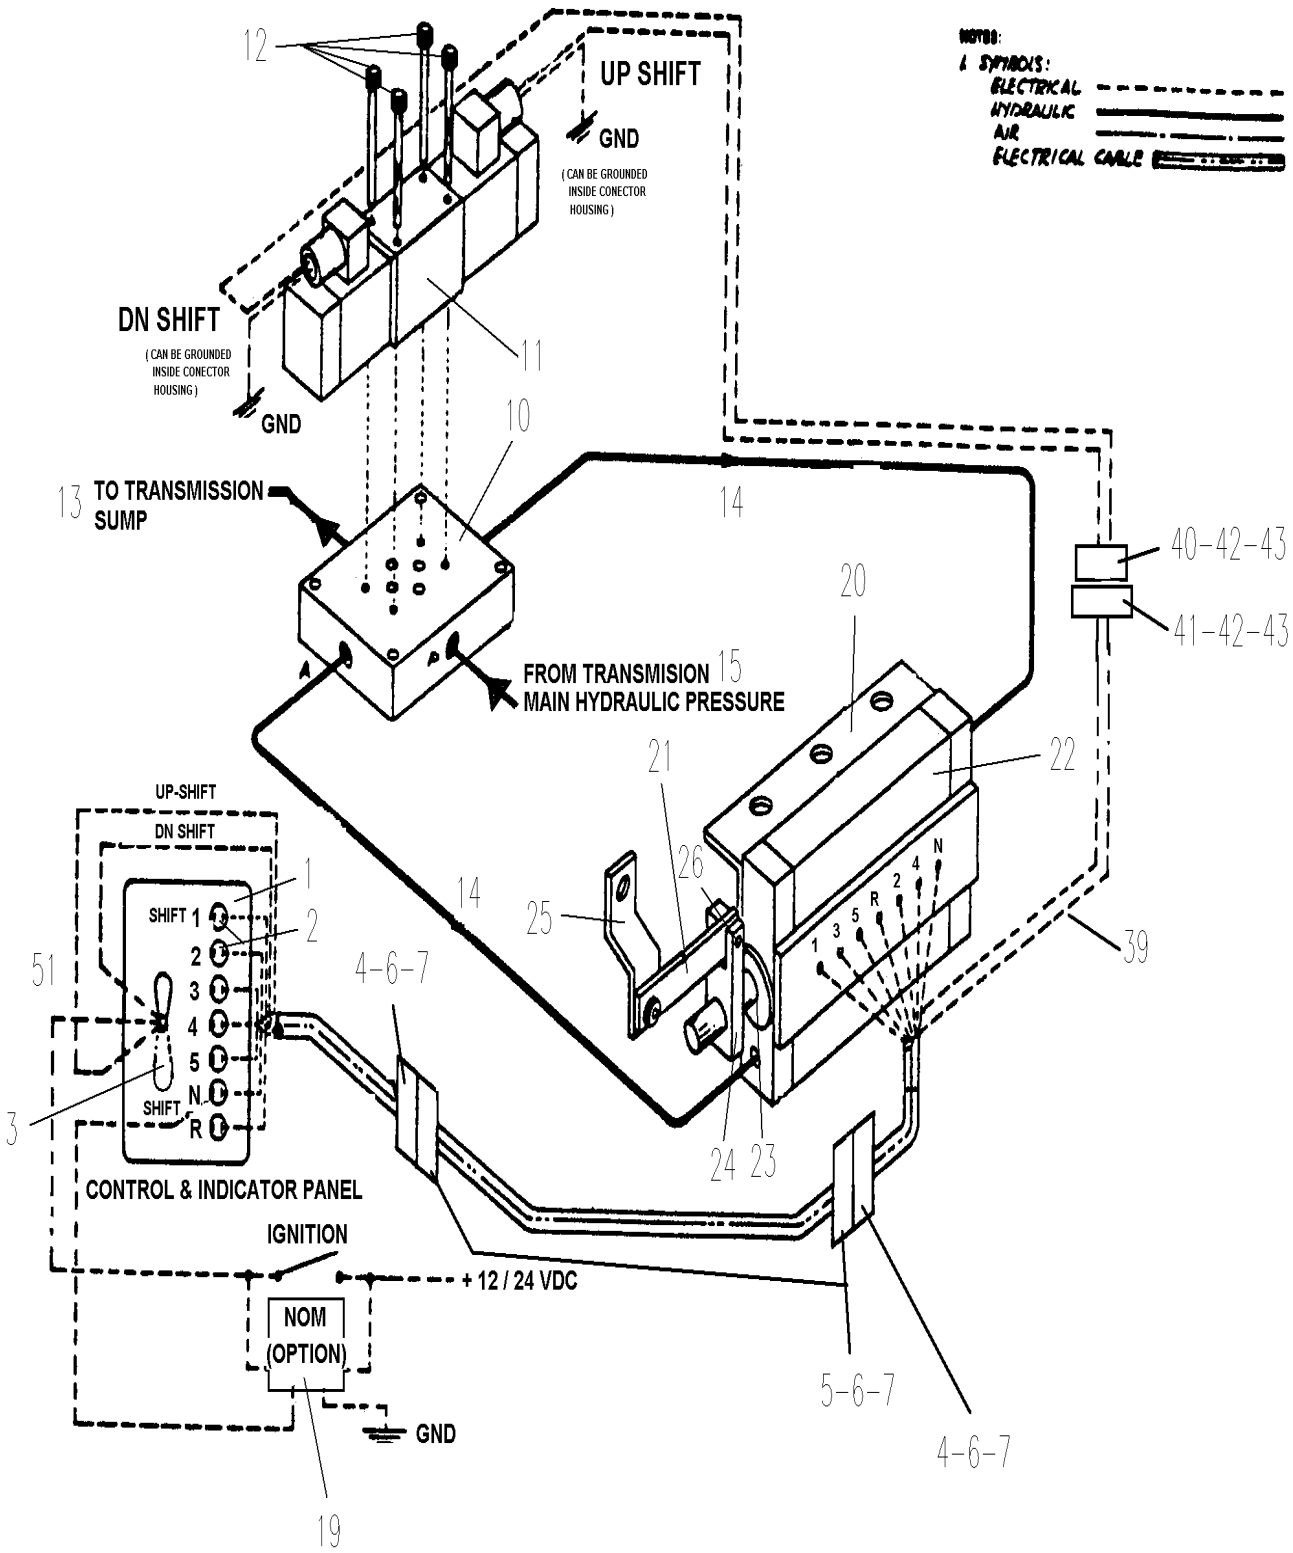 12
UP SHIFT
GND
( CAN BE GROUNDED
INSIDE CONECTOR
HOUSING )
NOTES:
1. SYMBOLS:
ELECTRICAL
HYDRAULIC
AIR
ELECTRICAL CABLE
DN SHIFT
( CAN BE GROUNDED
INSIDE CONECTOR
HOUSING )
GND
11
10
13
TO TRANSMISSION
SUMP
14
40-42-43
41-42-43
20
A
P
FROM TRANSMISION
15
MAIN HYDRAULIC PRESSURE
22
21
26
25
14
UP-SHIFT
DN SHIFT
1
SHIFT 1
2
2
3
4
5
N
SHIFT
R
51
3
CONTROL & INDICATOR PANEL
4-6-7
1
3
5
R
2
4
N
39
24
23
IGNITION
+ 12 / 24 VDC
NOM
(OPTION)
GND
19
5-6-7
4-6-7